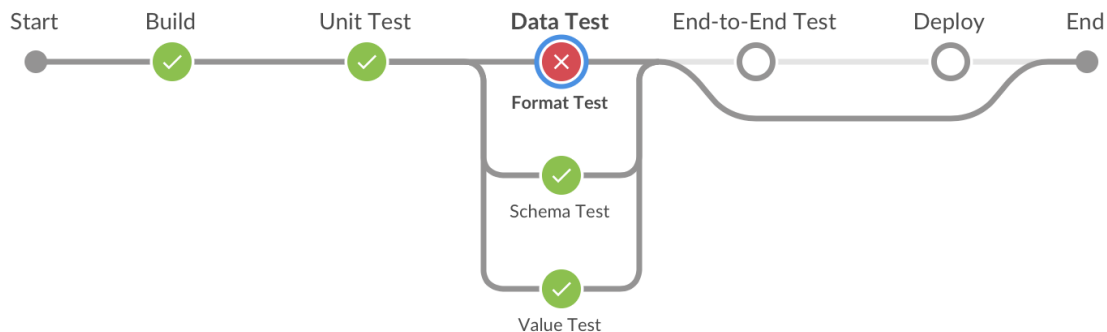 Start
Build
Unit Test
Data Test
End-to-End Test
Deploy
End
Format Test
Schema Test
Value Test